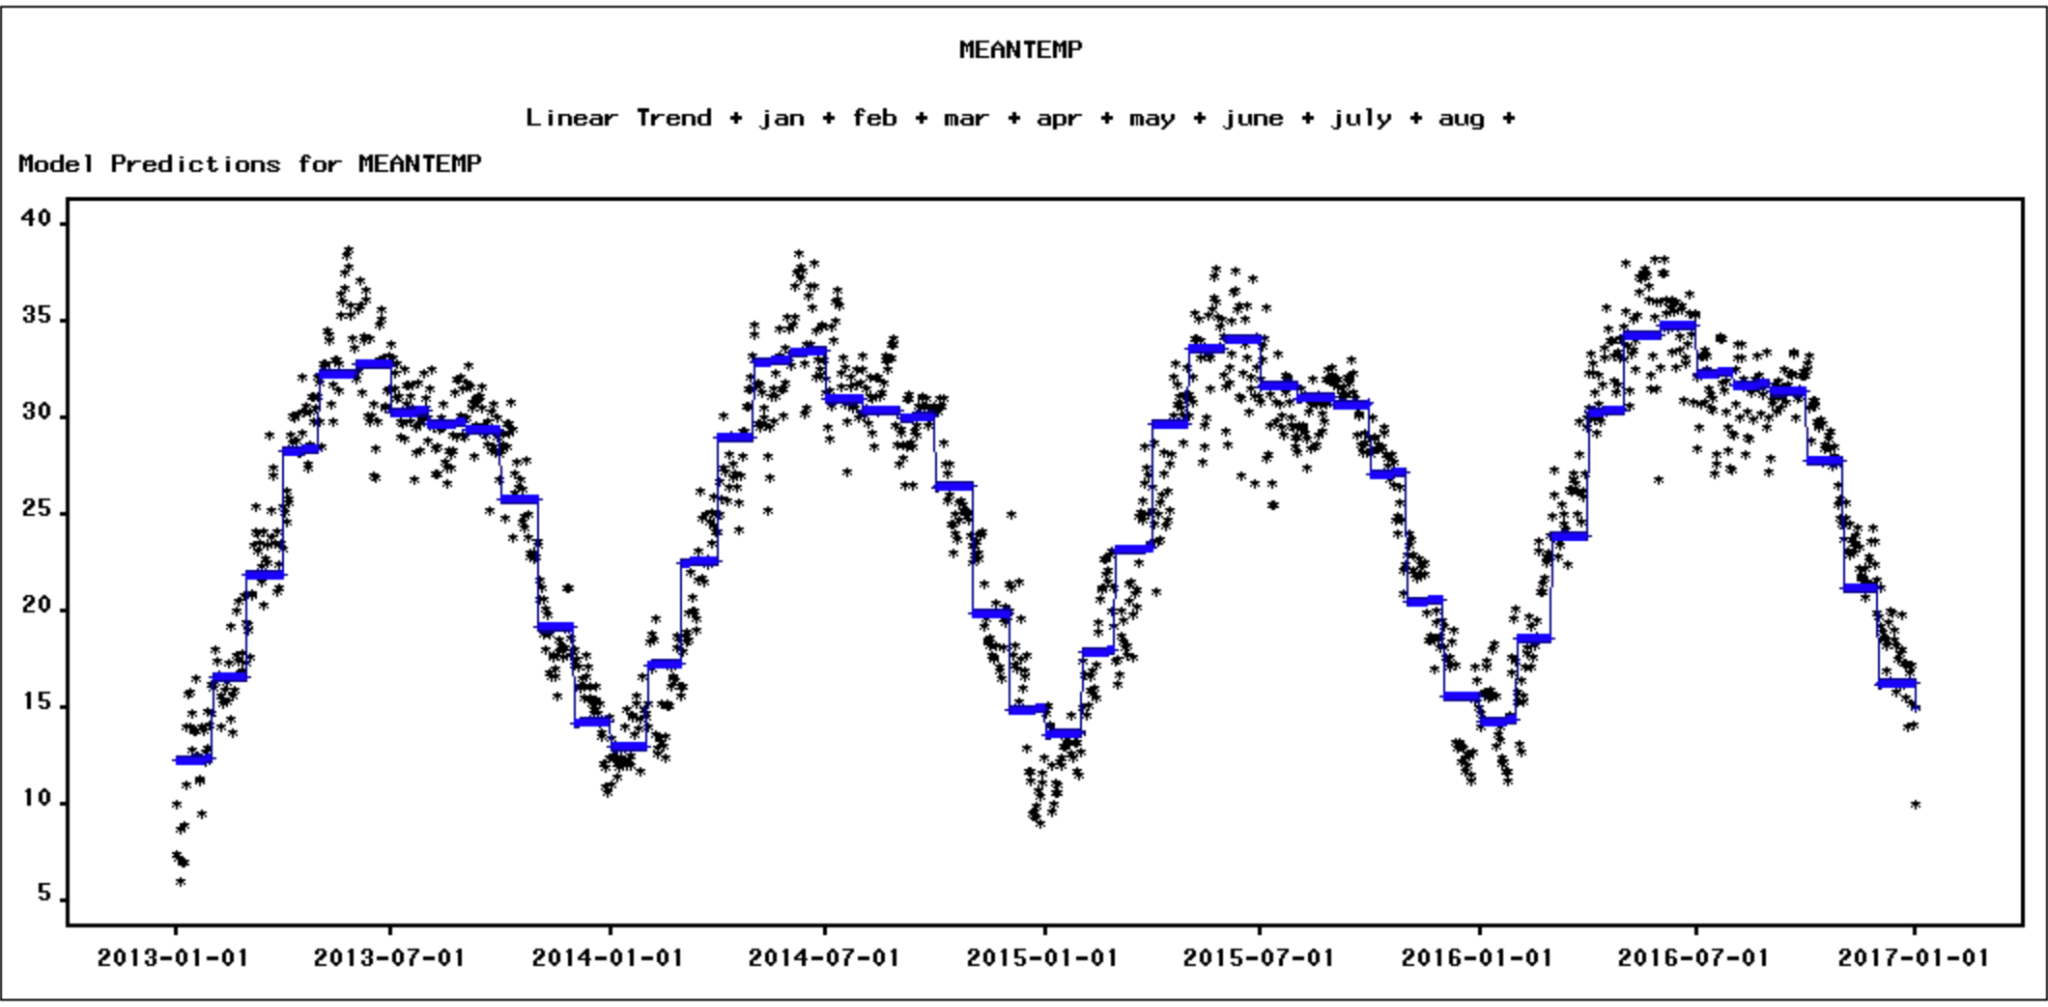 MEANTEMP
Linear Trend + jan + feb + mar + apr + may + june + july + aug +
Model Predictions for MEANTEMP
40
35
30
25
20
15
10
5
2013-01-01 2013-07-01 2014-01-01 2014-07-01 2015-01-01 2015-07-01 2016-01-01 2016-07-01 2017-01-01